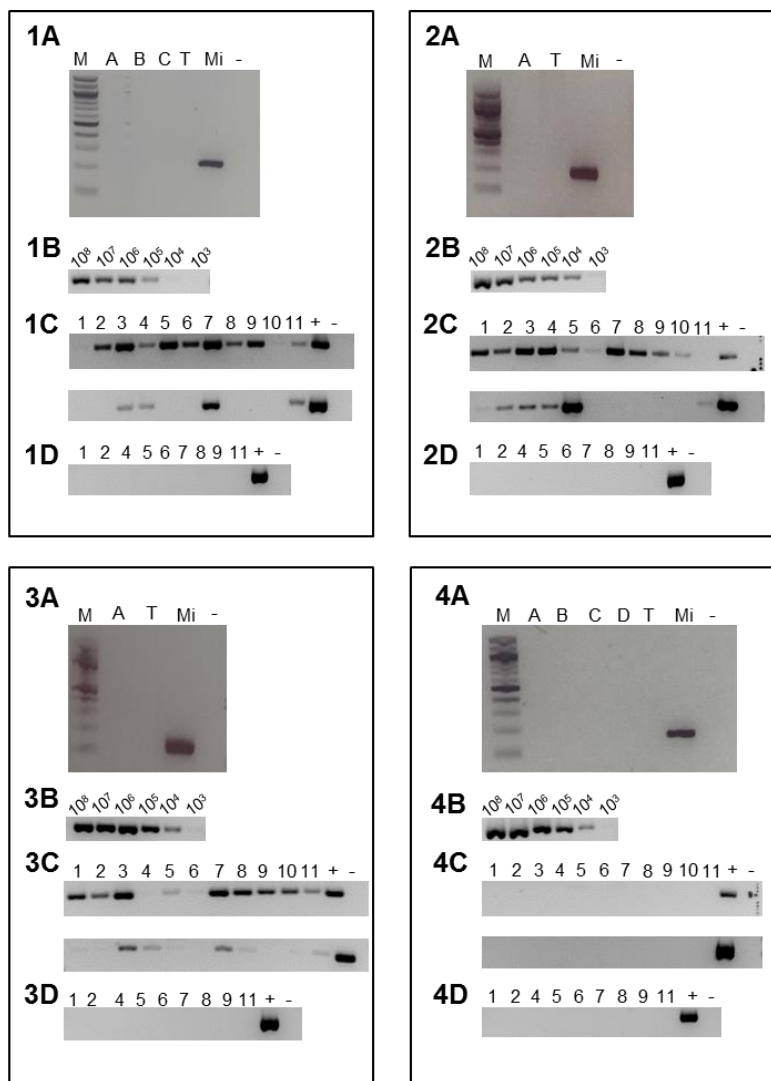 1A
M A B C T Mi -
1B
10⁸ 10⁷ 10⁶ 10⁵ 10⁴ 10³
1C
1 2 3 4 5 6 7 8 9 10 11 + -
1D
1 2 4 5 6 7 8 9 11 + -
2A
M A T Mi -
2B
10⁸ 10⁷ 10⁶ 10⁵ 10⁴ 10³
2C
1 2 3 4 5 6 7 8 9 10 11 + -
2D
1 2 4 5 6 7 8 9 11 + -
3A
M A T Mi -
3B
10⁸ 10⁷ 10⁶ 10⁵ 10⁴ 10³
3C
1 2 3 4 5 6 7 8 9 10 11 + -
3D
1 2 4 5 6 7 8 9 11 + -
4A
M A B C D T Mi -
4B
10⁸ 10⁷ 10⁶ 10⁵ 10⁴ 10³
4C
1 2 3 4 5 6 7 8 9 10 11 + -
4D
1 2 4 5 6 7 8 9 11 + -